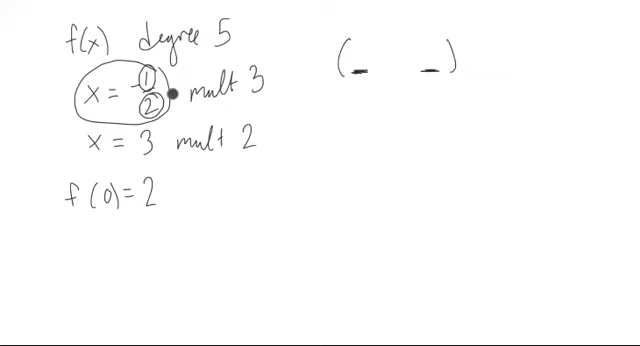 f(x) degree 5
x = -1/2 mult 3
x = 3 mult 2
f(0) = 2
(_ _)